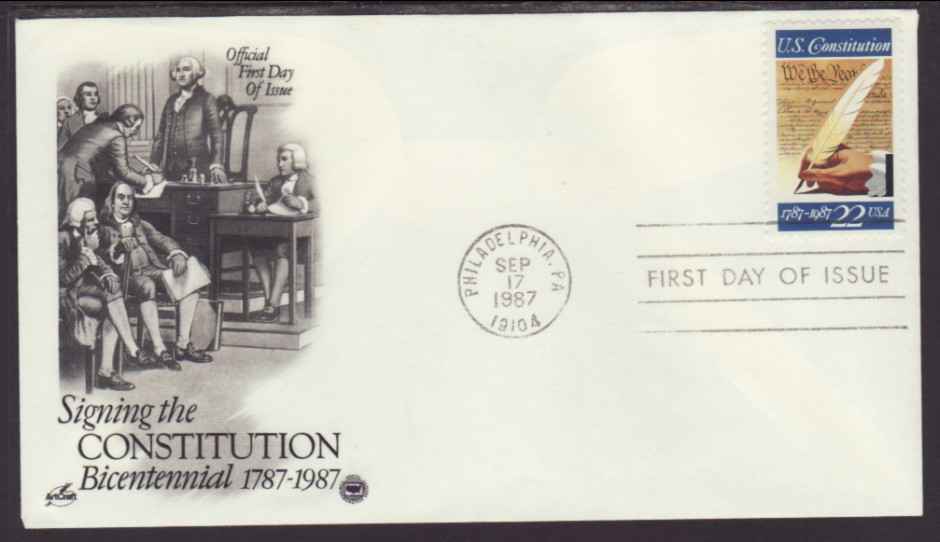 Official
First Day
Of Issue
Signing the
CONSTITUTION
Bicentennial 1787-1987
ArtCraft
PHILADELPHIA, PA
SEP
17
1987
19104
U.S. Constitution
We the Peop
1787-1987 22 USA
FIRST DAY OF ISSUE